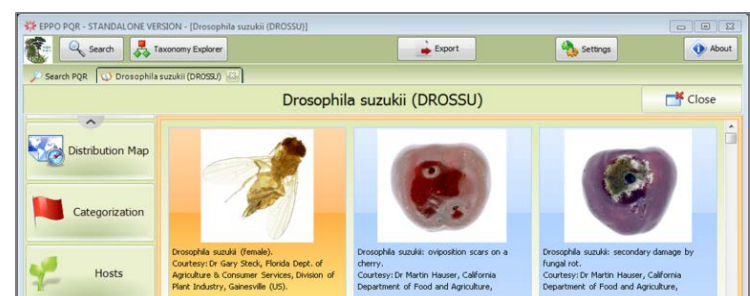 EPPO PQR - STANDALONE VERSION - [Drosophila suzukii (DROSSU)]
Search
Taxonomy Explorer
Export
Settings
About
Search PQR
Drosophila suzukii (DROSSU)
Drosophila suzukii (DROSSU)
Close
Distribution Map
Categorization
Hosts
Drosophila suzukii (female).
Courtesy: Dr Gary Steck, Florida Dept. of
Agriculture & Consumer Services, Division of
Plant Industry, Gainesville (US).
Drosophila suzukii: oviposition scars on a
cherry.
Courtesy: Dr Martin Hauser, California
Department of Food and Agriculture,
Drosophila suzukii: secondary damage by
fungal rot.
Courtesy: Dr Martin Hauser, California
Department of Food and Agriculture,